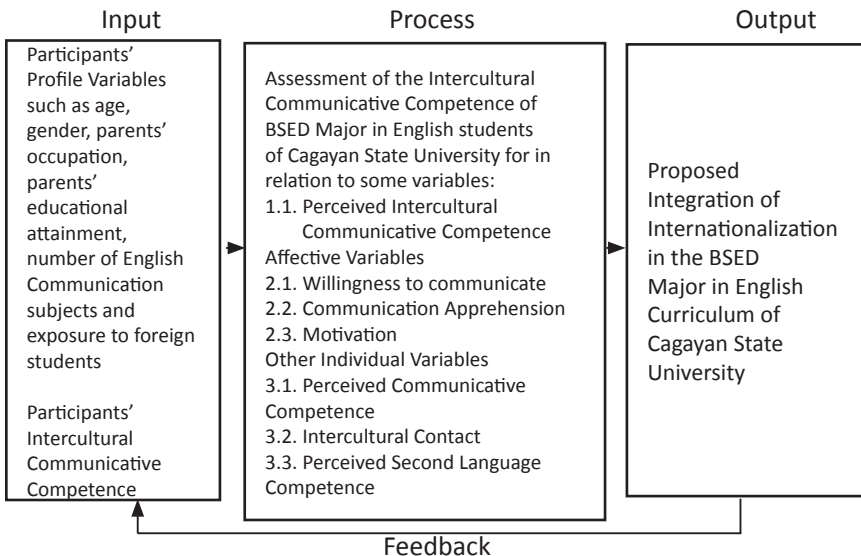 Input
Participants’
Profile Variables
such as age,
gender, parents’
occupation,
parents’
educational
attainment,
number of English
Communication
subjects and
exposure to foreign
students
Participants’
Intercultural
Communicative
Competence
Process
Assessment of the Intercultural
Communicative Competence of
BSED Major in English students
of Cagayan State University for in
relation to some variables:
1.1. Perceived Intercultural
Communicative Competence
Affective Variables
2.1. Willingness to communicate
2.2. Communication Apprehension
2.3. Motivation
Other Individual Variables
3.1. Perceived Communicative
Competence
3.2. Intercultural Contact
3.3. Perceived Second Language
Competence
Output
Proposed
Integration of
Internationalization
in the BSED
Major in English
Curriculum of
Cagayan State
University
Feedback